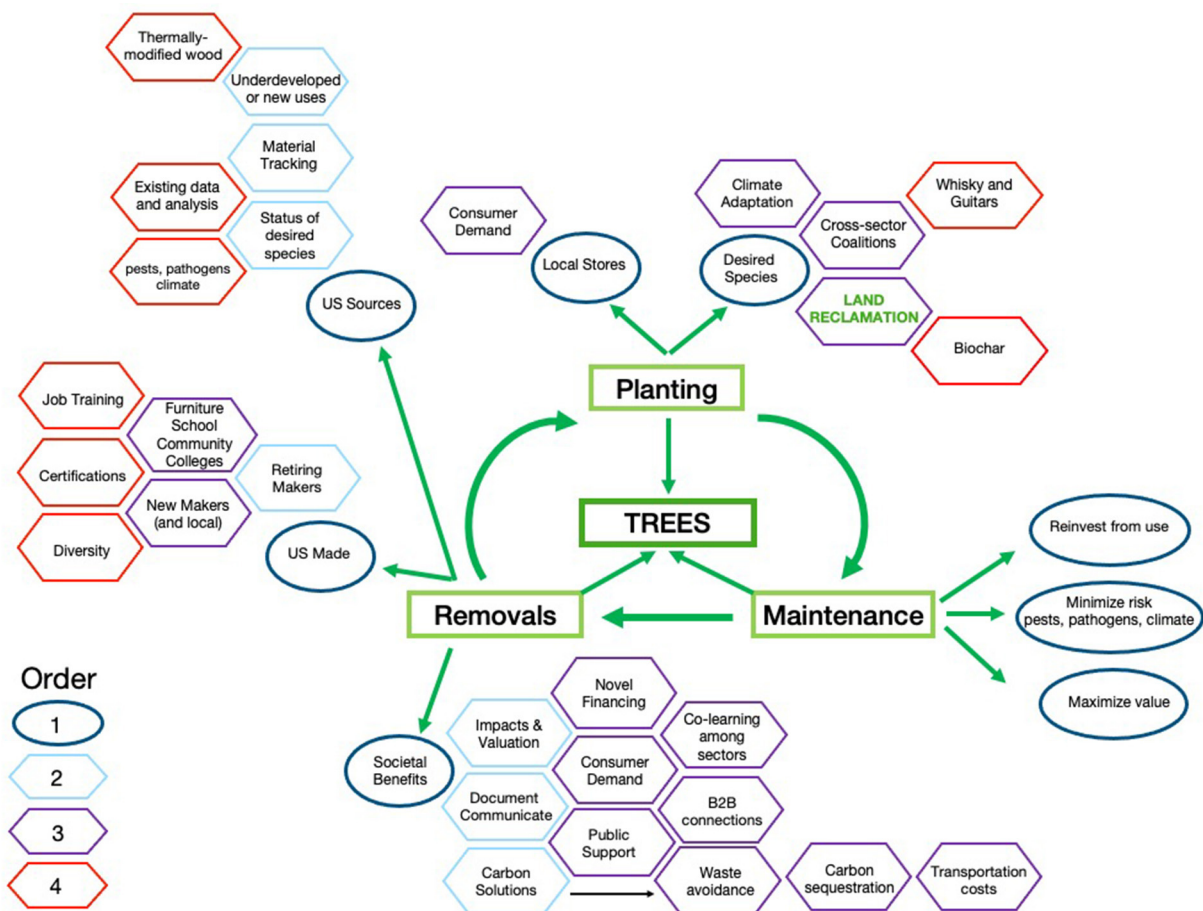 Thermally-
modified wood
Underdeveloped
or new uses
Material
Tracking
Existing data
and analysis
Status of
desired
species
pests, pathogens
climate
US Sources
Consumer
Demand
Local Stores
Climate
Adaptation
Whisky and
Guitars
Cross-sector
Coalitions
Desired
Species
LAND
RECLAMATION
Biochar
Planting
Job Training
Furniture
School
Community
Colleges
Certifications
Retiring
Makers
New Makers
(and local)
Diversity
US Made
TREES
Removals
Maintenance
Reinvest from use
Minimize risk
pests, pathogens, climate
Maximize value
Order
1
2
3
4
Societal
Benefits
Impacts &
Valuation
Novel
Financing
Co-learning
among
sectors
Consumer
Demand
Document
Communicate
B2B
connections
Public
Support
Carbon
Solutions
Waste
avoidance
Carbon
sequestration
Transportation
costs